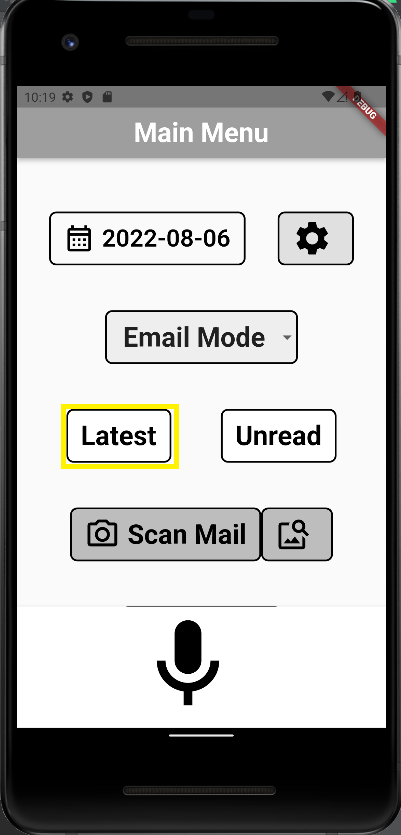 10:19
DEBUG
Main Menu
2022-08-06
Email Mode
Latest
Unread
Scan Mail